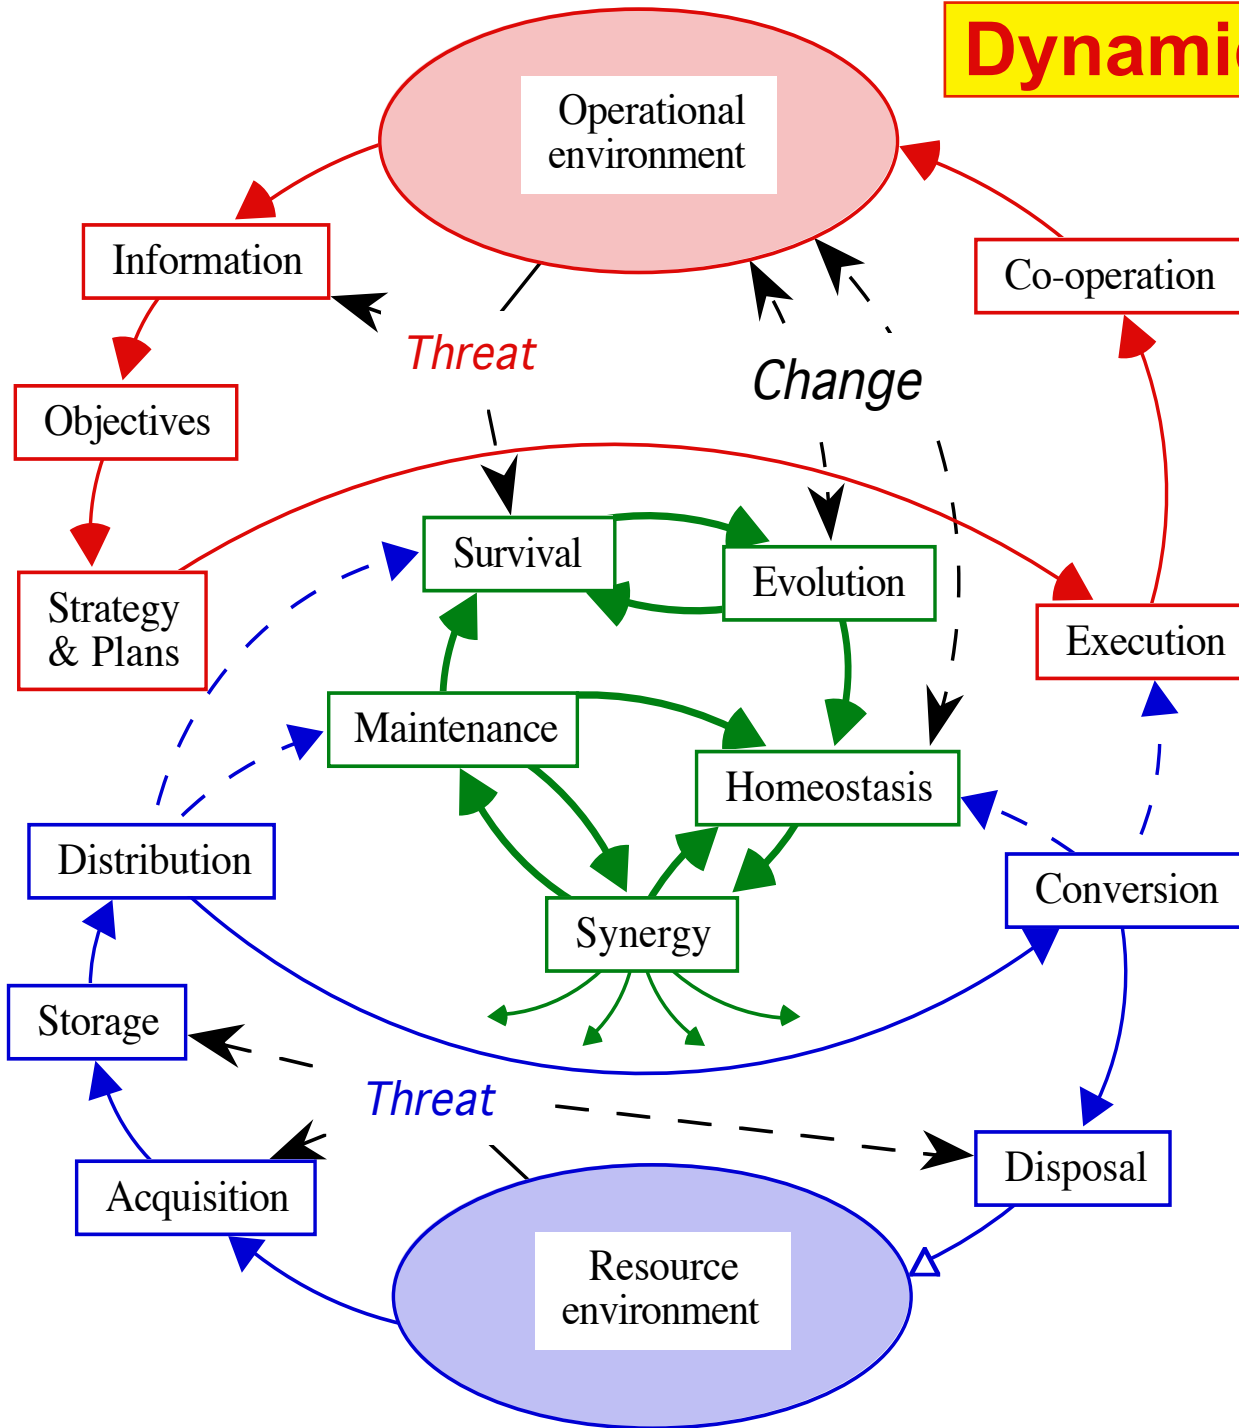 Dynamic
Operational
environment
Information
Co-operation
Threat
Change
Objectives
Survival
Evolution
Strategy
& Plans
Execution
Maintenance
Homeostasis
Distribution
Conversion
Synergy
Storage
Threat
Disposal
Acquisition
Resource
environment